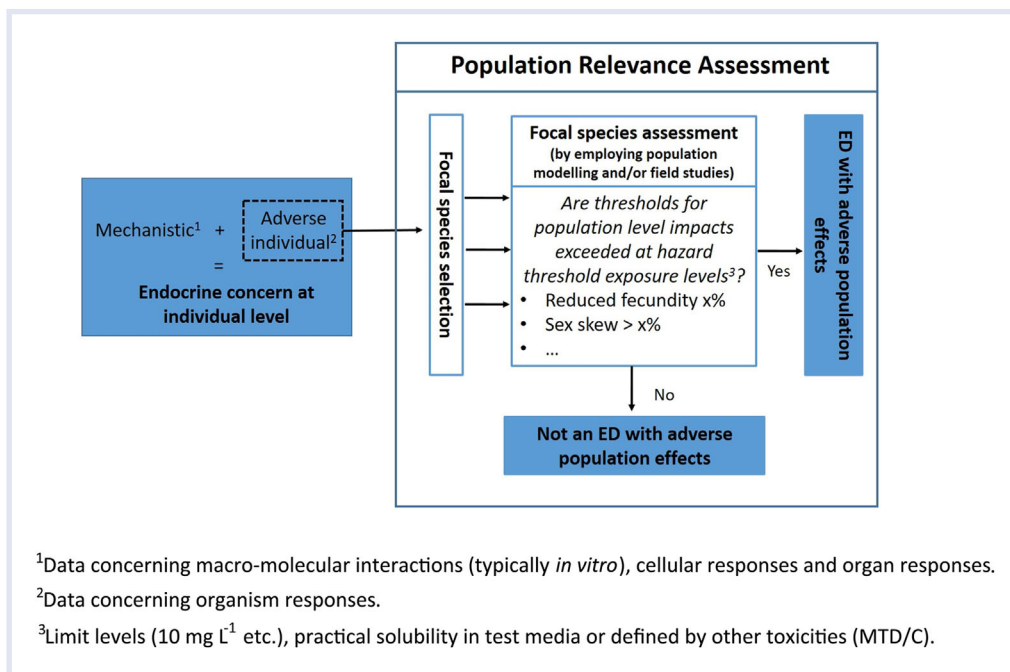 Population Relevance Assessment
Mechanistic¹ +
Adverse
individual²
=
Endocrine concern at
individual level
Focal species selection
Focal species assessment
(by employing population
modelling and/or field studies)
Are thresholds for
population level impacts
exceeded at hazard
threshold exposure levels³?
• Reduced fecundity x%
• Sex skew > x%
• ...
Yes
ED with adverse population
effects
No
Not an ED with adverse
population effects
¹Data concerning macro-molecular interactions (typically in vitro), cellular responses and organ responses.
²Data concerning organism responses.
³Limit levels (10 mg L⁻¹ etc.), practical solubility in test media or defined by other toxicities (MTD/C).